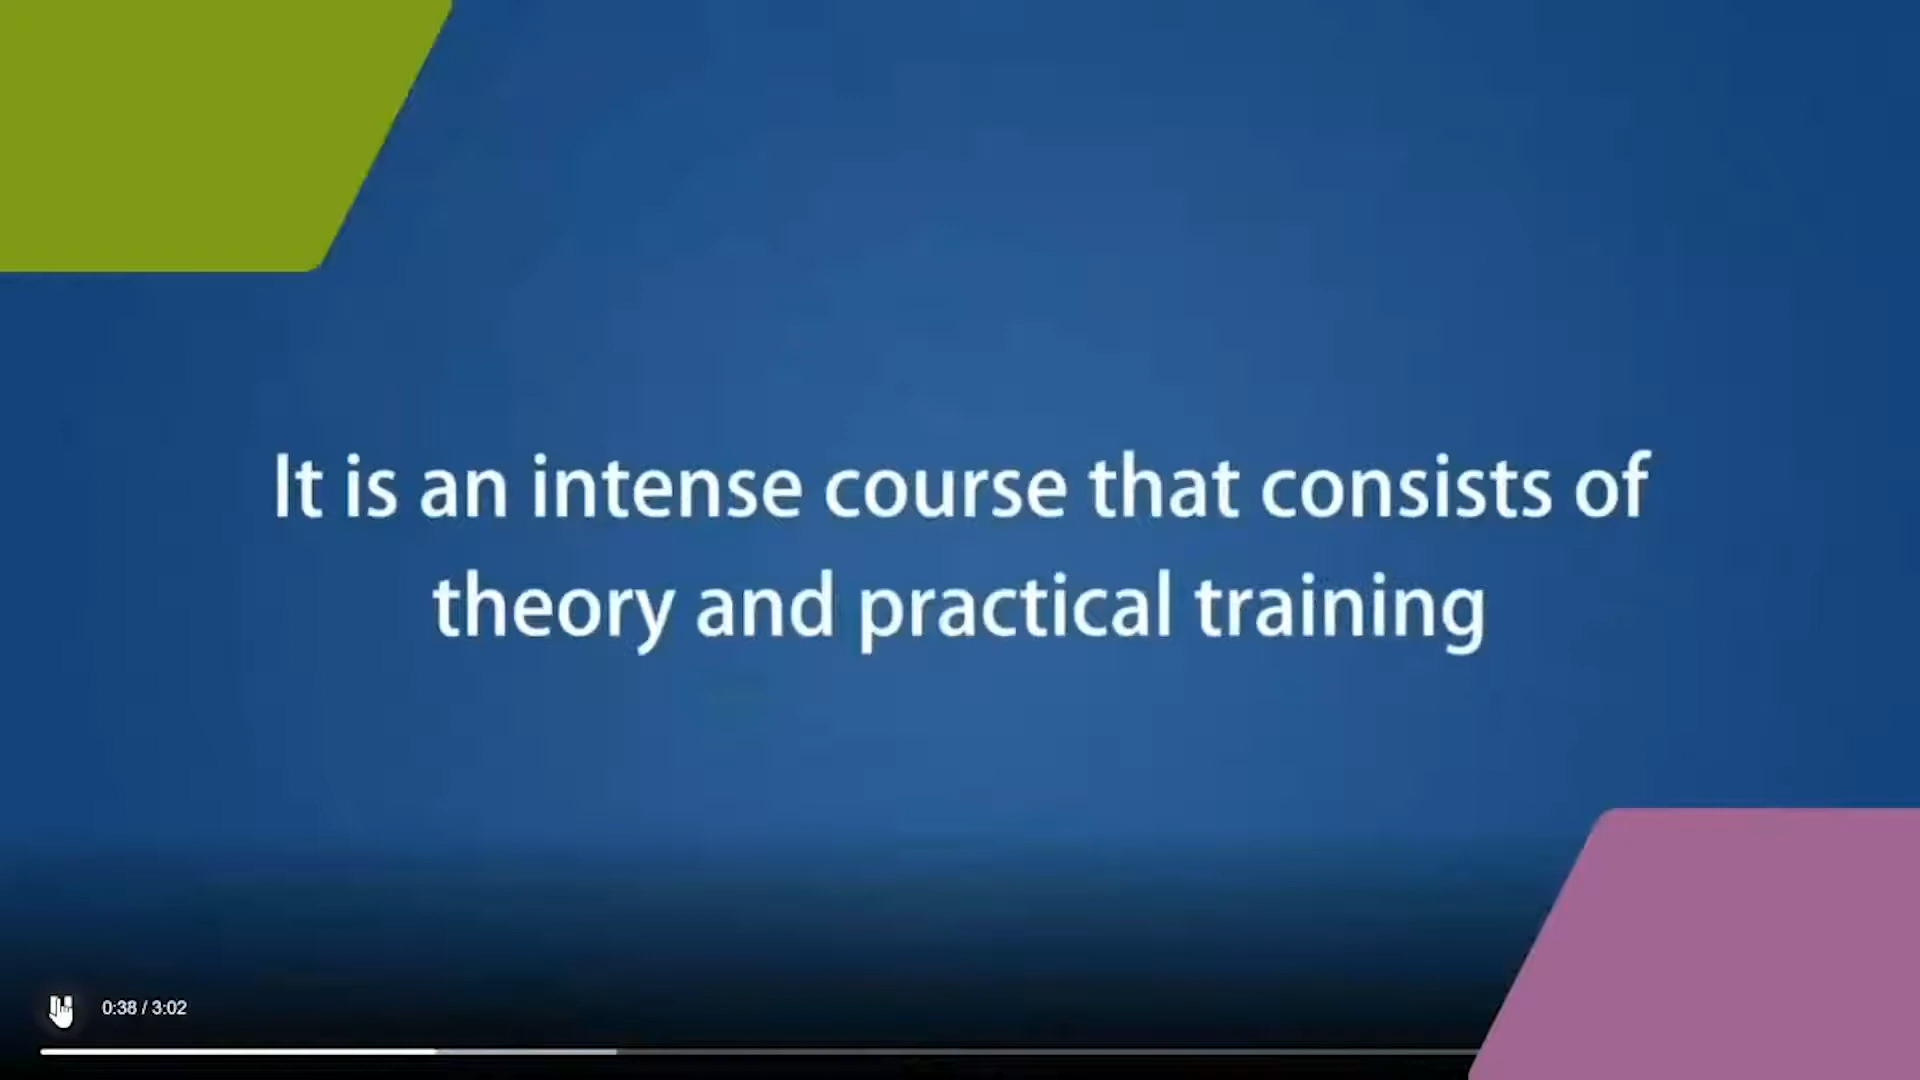 It is an intense course that consists of
theory and practical training
0:38 / 3:02